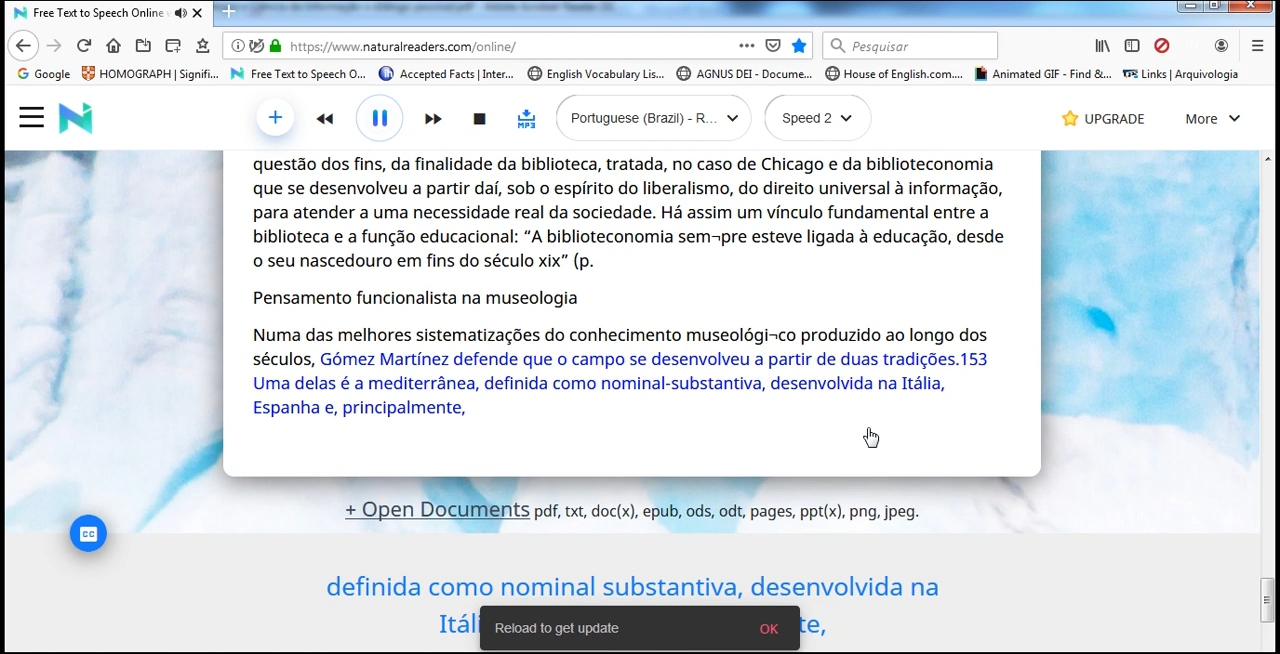 Free Text to Speech Online
https://www.naturalreaders.com/online/
Pesquisar
Google
HOMOGRAPH | Signifi...
Free Text to Speech O...
Accepted Facts | Inter...
English Vocabulary Lis...
AGNUS DEI - Docume...
House of English.com....
Animated GIF - Find &...
Links | Arquivologia
MP3
Portuguese (Brazil) - R...
Speed 2
UPGRADE
More
questão dos fins, da finalidade da biblioteca, tratada, no caso de Chicago e da biblioteconomia
que se desenvolveu a partir daí, sob o espírito do liberalismo, do direito universal à informação,
para atender a uma necessidade real da sociedade. Há assim um vínculo fundamental entre a
biblioteca e a função educacional: “A biblioteconomia sem¬pre esteve ligada à educação, desde
o seu nascedouro em fins do século xix” (p.
Pensamento funcionalista na museologia
Numa das melhores sistematizações do conhecimento museológi¬co produzido ao longo dos
séculos, Gómez Martínez defende que o campo se desenvolveu a partir de duas tradições.153
Uma delas é a mediterrânea, definida como nominal-substantiva, desenvolvida na Itália,
Espanha e, principalmente,
+ Open Documents pdf, txt, doc(x), epub, ods, odt, pages, ppt(x), png, jpeg.
CC
definida como nominal substantiva, desenvolvida na
Reload to get update
OK